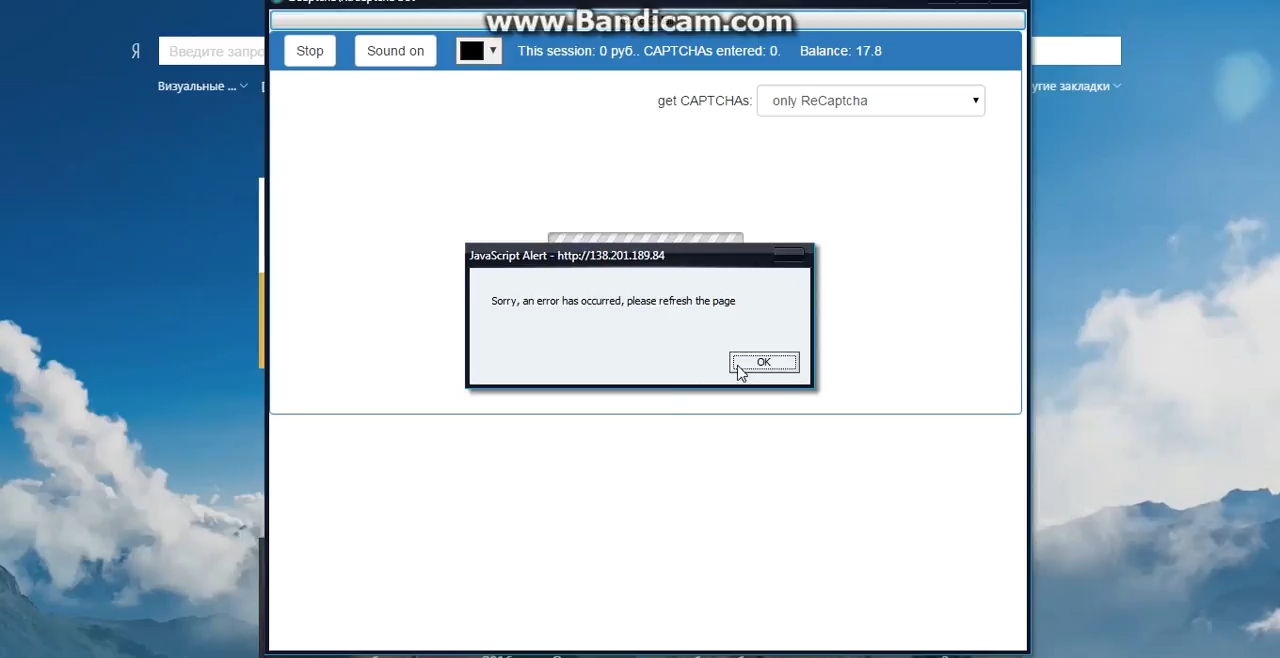 www.Bandicam.com
Я
Введите запро
Stop
Sound on
This session: 0 руб.. CAPTCHAs entered: 0.
Balance: 17.8
Визуальные ...
угие закладки
get CAPTCHAs:
only ReCaptcha
JavaScript Alert - http://138.201.189.84
Sorry, an error has occurred, please refresh the page
OK